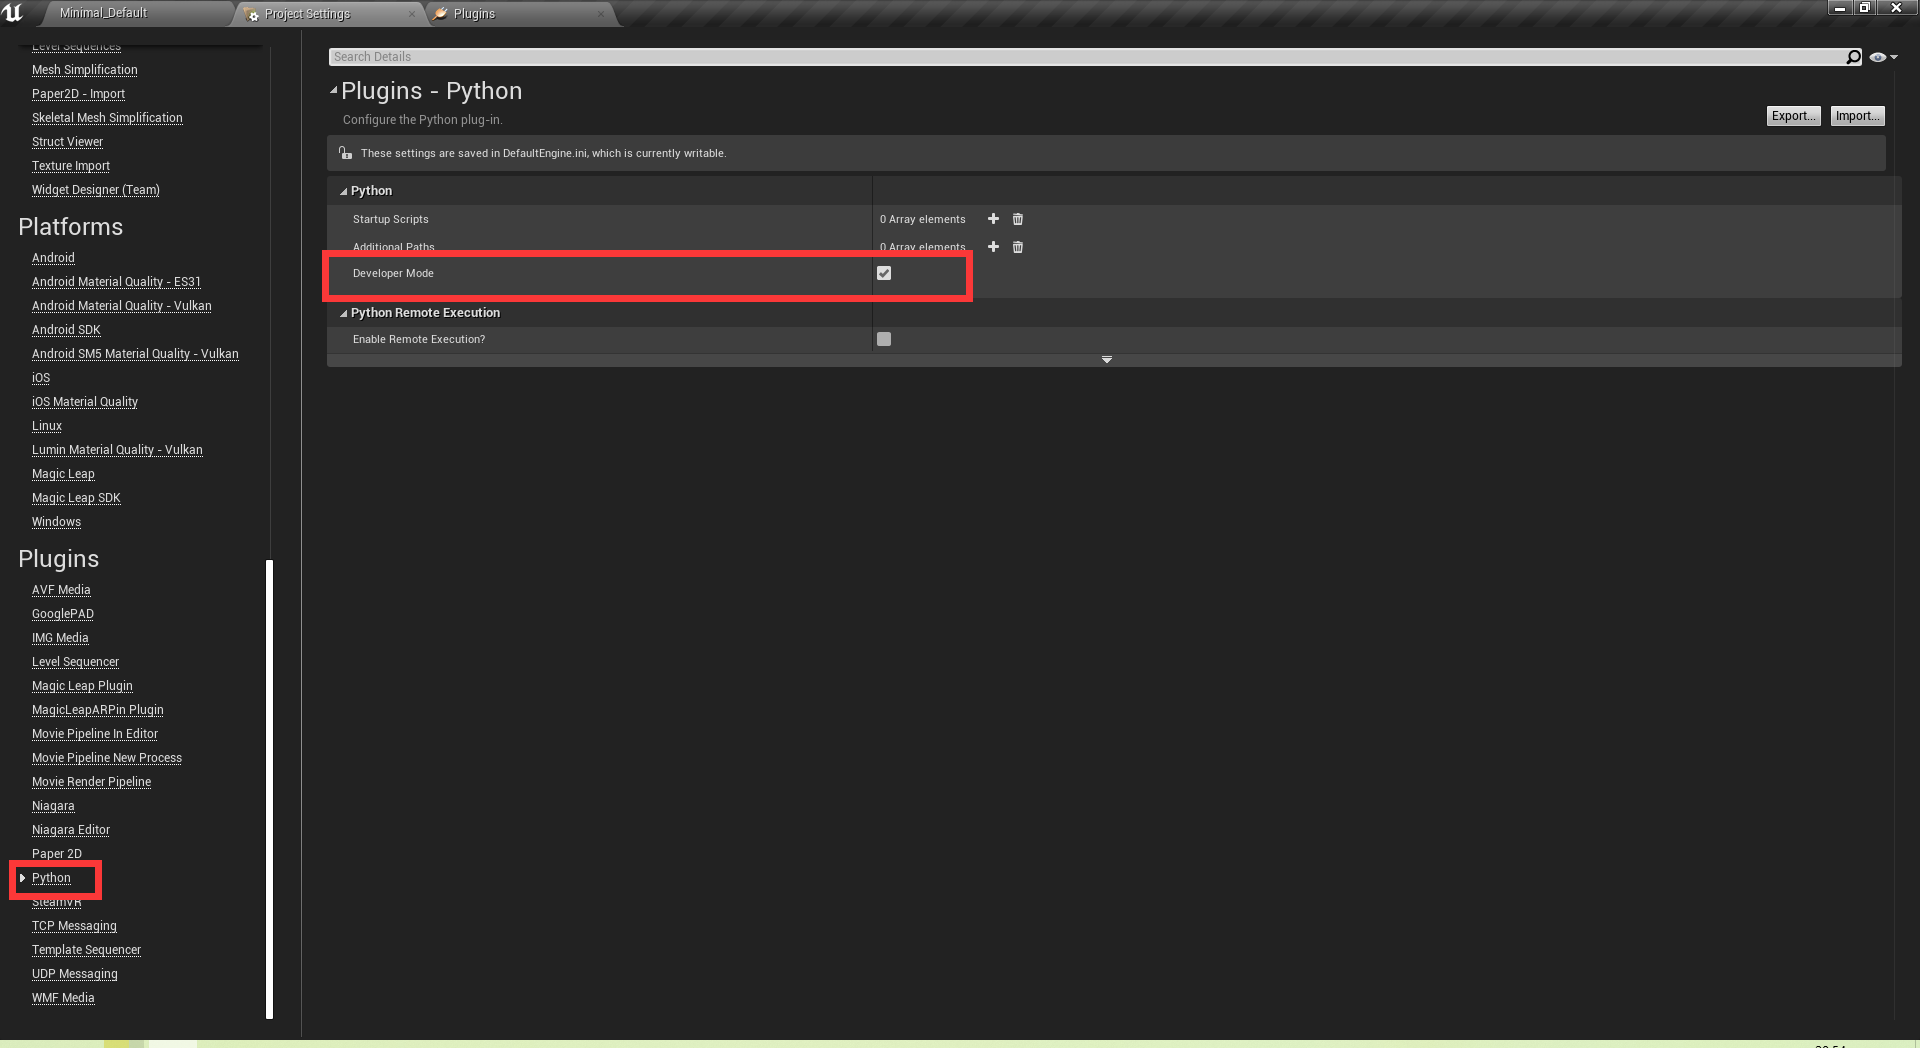 Minimal_Default
Project Settings
Plugins
Level Sequences
Mesh Simplification
Paper2D - Import
Skeletal Mesh Simplification
Struct Viewer
Texture Import
Widget Designer (Team)
Platforms
Android
Android Material Quality - ES31
Android Material Quality - Vulkan
Android SDK
Android SM5 Material Quality - Vulkan
iOS
iOS Material Quality
Linux
Lumin Material Quality - Vulkan
Magic Leap
Magic Leap SDK
Windows
Plugins
AVF Media
GooglePAD
IMG Media
Level Sequencer
Magic Leap Plugin
MagicLeapARPin Plugin
Movie Pipeline In Editor
Movie Pipeline New Process
Movie Render Pipeline
Niagara
Niagara Editor
Paper 2D
Python
SteamVR
TCP Messaging
Template Sequencer
UDP Messaging
WMF Media
Search Details
Plugins - Python
Configure the Python plug-in.
Export... Import...
These settings are saved in DefaultEngine.ini, which is currently writable.
Python
Startup Scripts 0 Array elements
Additional Paths 0 Array elements
Developer Mode
Python Remote Execution
Enable Remote Execution?